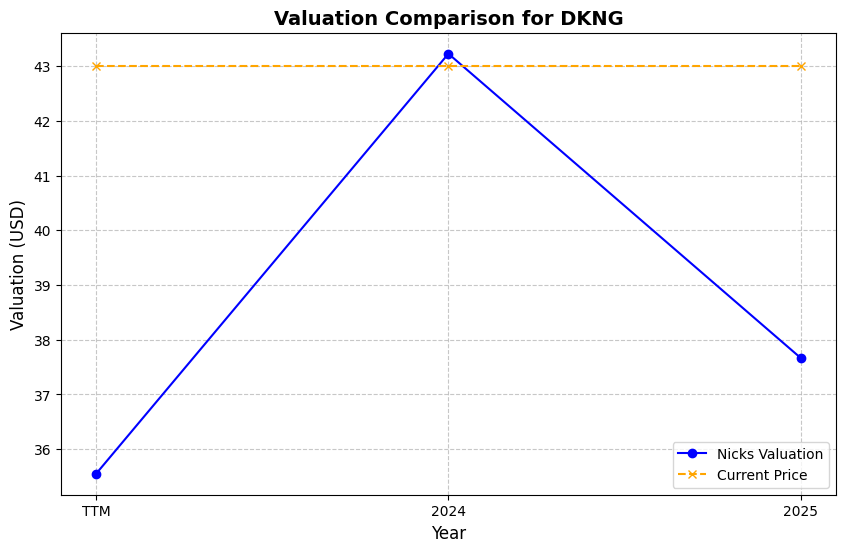 Valuation Comparison for DKNG
Valuation (USD)
43
42
41
40
39
38
37
36
TTM
2024
2025
Year
Nicks Valuation
Current Price